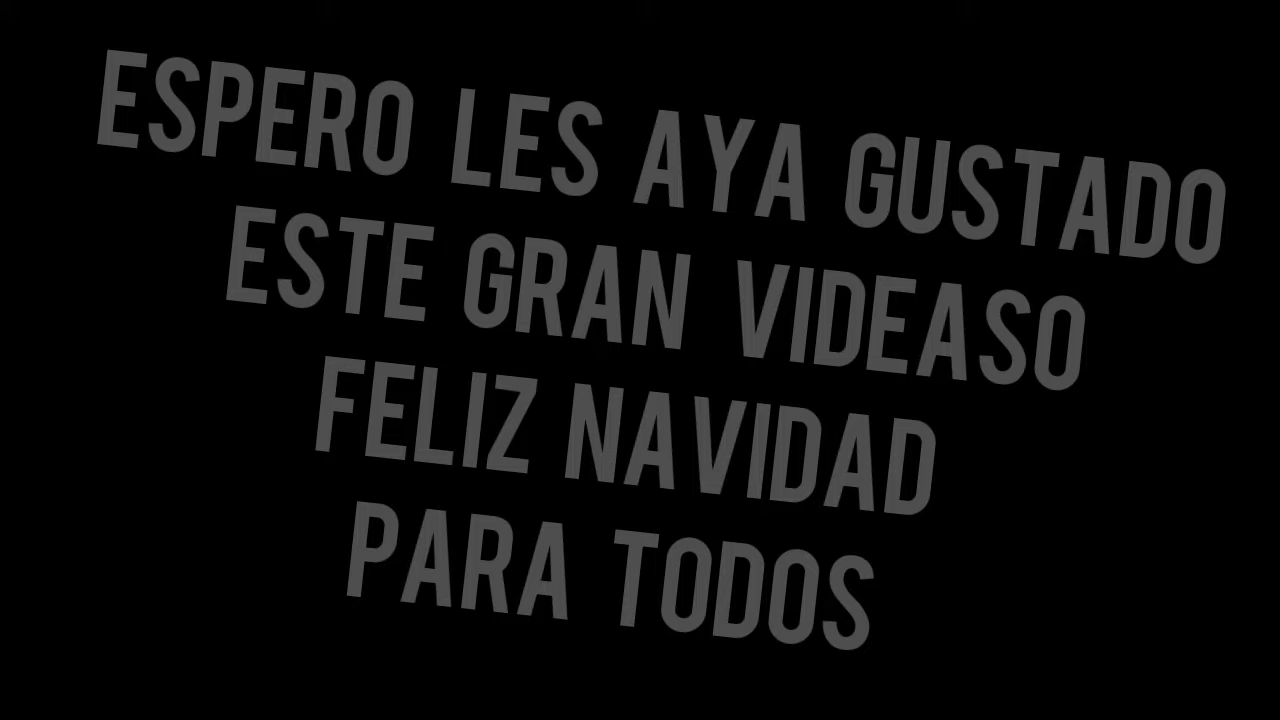 ESPERO LES AYA GUSTADO
ESTE GRAN VIDEASO
FELIZ NAVIDAD
PARA TODOS